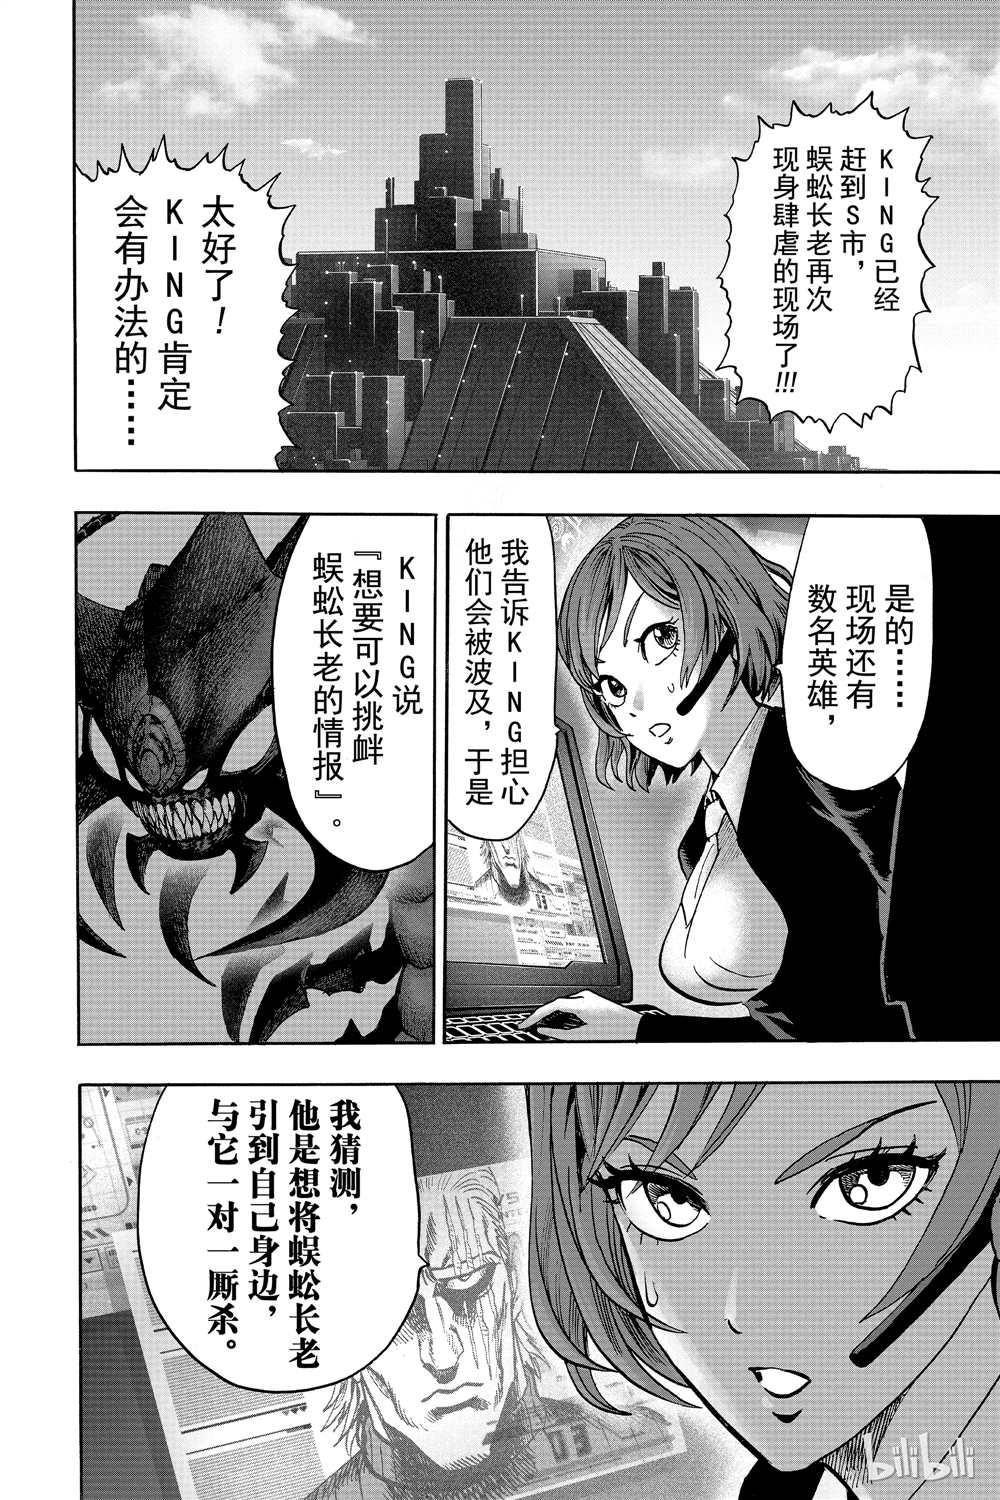 KING已经
赶到S市，
蜈蚣长老再次
现身肆虐的现场了!!!
太好了！
KING肯定
会有办法的……
是的……
现场还有
数名英雄，
我告诉KING担心
他们会被波及，于是
KING说
『想要可以挑衅
蜈蚣长老的情报』。
我猜测，
他是想将蜈蚣长老
引到自己身边，
与它一对一厮杀。
03
bilibili